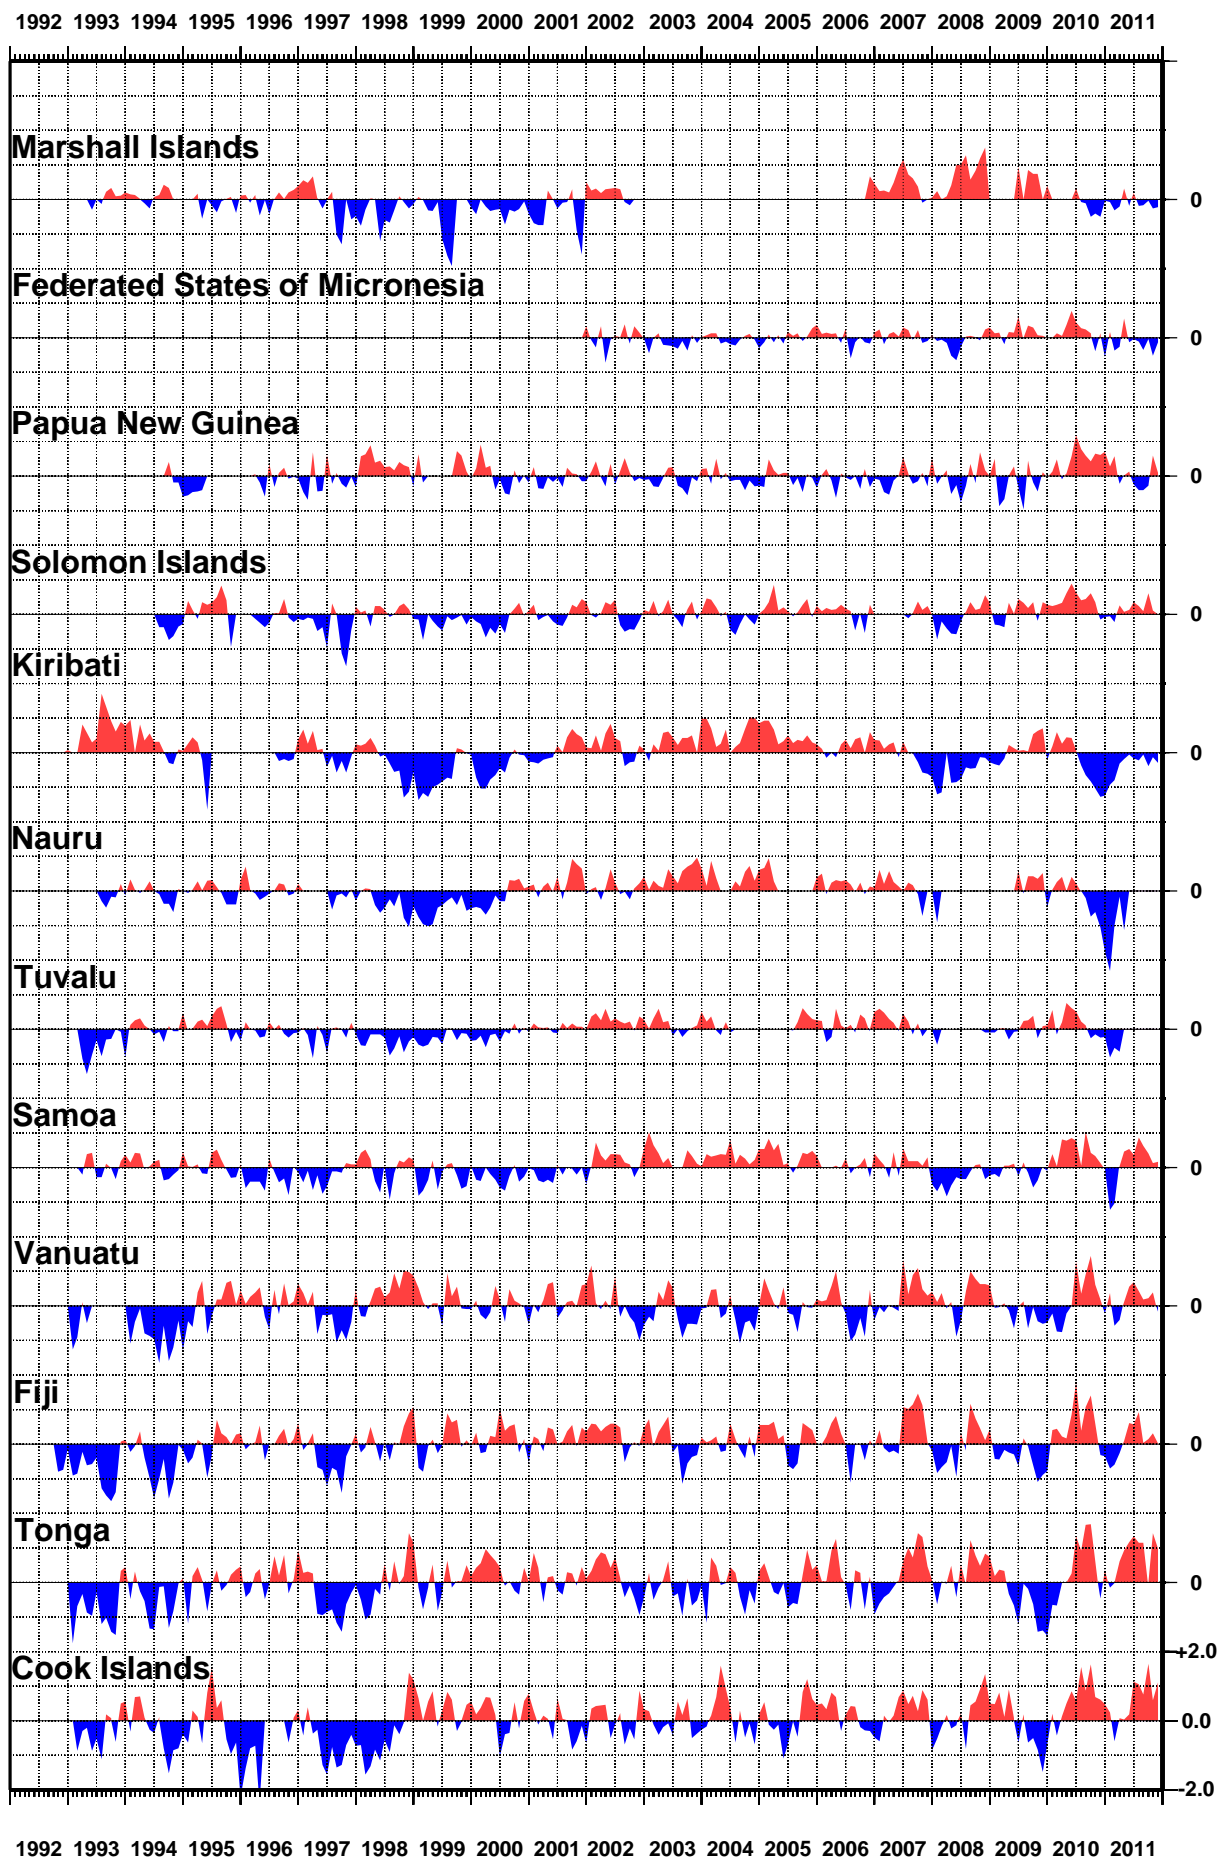 1992 1993 1994 1995 1996 1997 1998 1999 2000 2001 2002 2003 2004 2005 2006 2007 2008 2009 2010 2011
Marshall Islands
0
Federated States of Micronesia
0
Papua New Guinea
0
Solomon Islands
0
Kiribati
0
Nauru
0
Tuvalu
0
Samoa
0
Vanuatu
0
Fiji
0
Tonga
0
+2.0
Cook Islands
0.0
-2.0
1992 1993 1994 1995 1996 1997 1998 1999 2000 2001 2002 2003 2004 2005 2006 2007 2008 2009 2010 2011